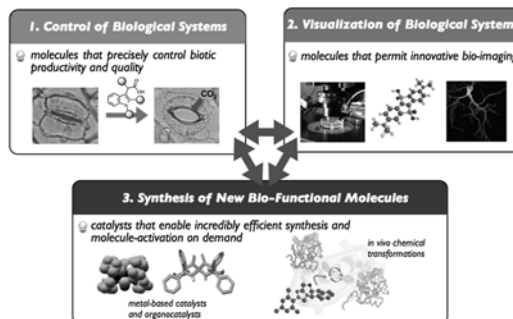 1. Control of Biological Systems
molecules that precisely control biotic
productivity and quality
CO₂
2. Visualization of Biological System
molecules that permit innovative bio-imaging
3. Synthesis of New Bio-Functional Molecules
catalysts that enable incredibly efficient synthesis and
molecule-activation on demand
in vivo chemical
transformations
metal-based catalysts
and organocatalysts